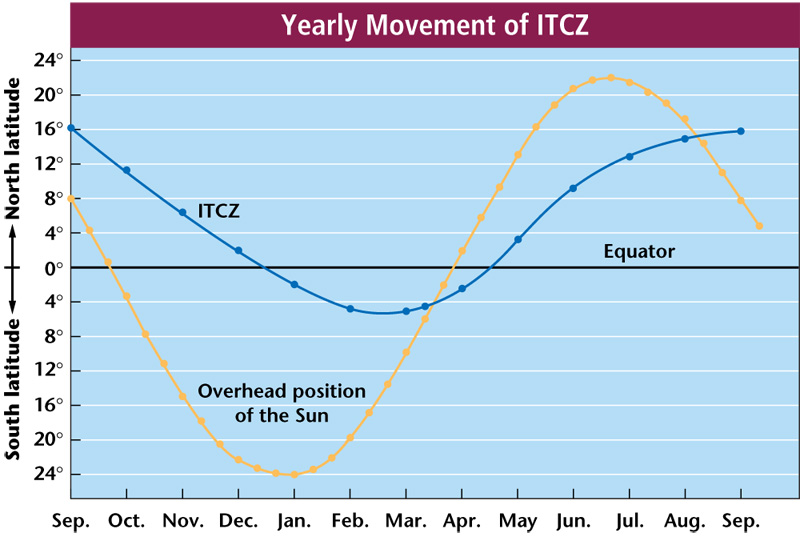 Yearly Movement of ITCZ
North latitude
South latitude
24°
20°
16°
12°
8°
4°
0°
4°
8°
12°
16°
20°
24°
ITCZ
Equator
Overhead position
of the Sun
Sep. Oct. Nov. Dec. Jan. Feb. Mar. Apr. May Jun. Jul. Aug. Sep.